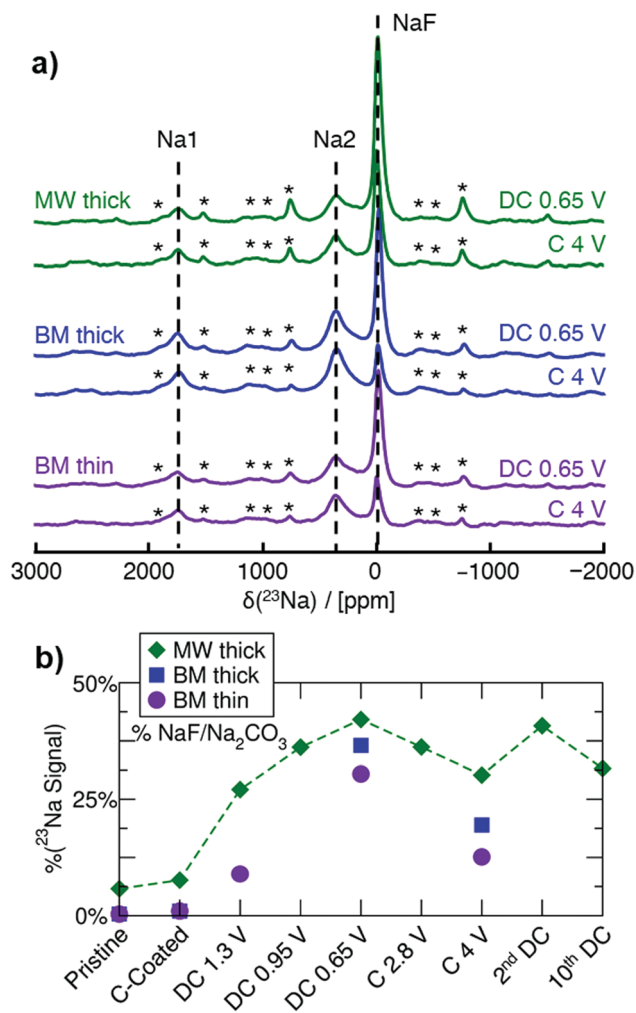 a)
NaF
Na1
Na2
MW thick
* * * * * * * *
DC 0.65 V
* * * * * * * *
C 4 V
BM thick
* * * * * * * *
DC 0.65 V
* * * * * * * *
C 4 V
BM thin
* * * * * * * *
DC 0.65 V
* * * * * * * *
C 4 V
3000 2000 1000 0 −1000 −2000
δ(²³Na) / [ppm]
b)
MW thick
BM thick
BM thin
% NaF/Na₂CO₃
50%
25%
0%
%(²³Na Signal)
Pristine
C-Coated
DC 1.3 V
DC 0.95 V
DC 0.65 V
C 2.8 V
C 4 V
2ⁿᵈ DC
10ᵗʰ DC